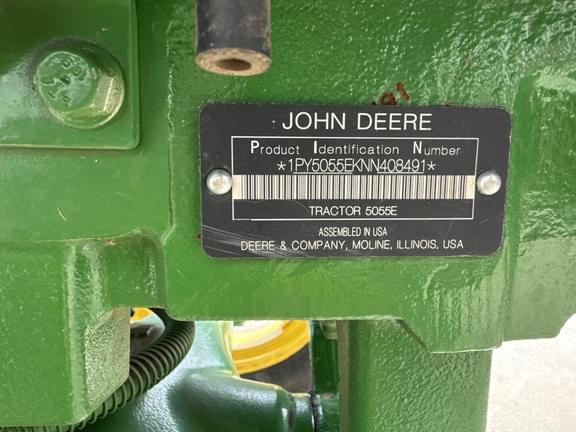 JOHN DEERE
Product Identification Number
*1PY5055EKNN408491*
TRACTOR 5055E
ASSEMBLED IN USA
DEERE & COMPANY, MOLINE, ILLINOIS, USA